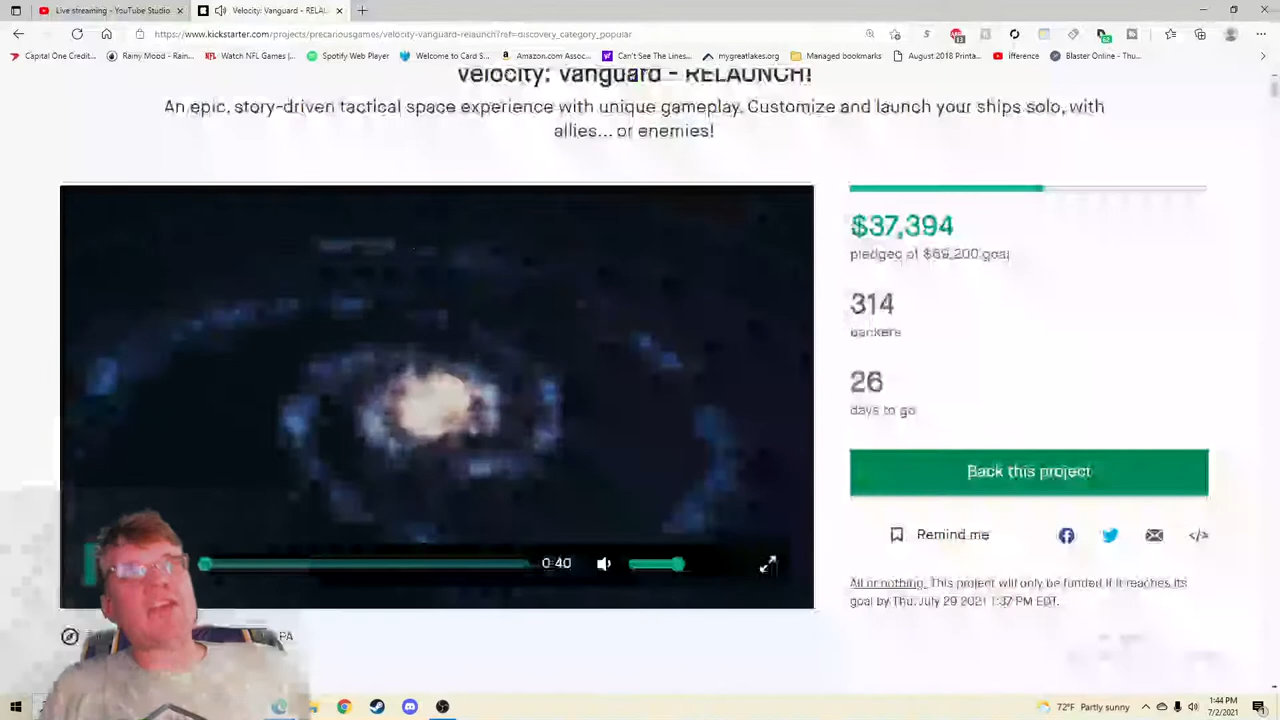 Live streaming - YouTube Studio
Velocity: Vanguard - RELAU
https://www.kickstarter.com/projects/precariousgames/velocity-vanguard-relaunch?ref=discovery_category_popular
Capital One Credit... Rainy Mood - Rain... Watch NFL Games |... Spotify Web Player Welcome to Card S... Amazon.com Assoc... Can't See The Lines... mygreatlakes.org Managed bookmarks August 2018 Printa... ifference Blaster Online - Thu...
Velocity: Vanguard - RELAUNCH!
An epic, story-driven tactical space experience with unique gameplay. Customize and launch your ships solo, with
allies... or enemies!
$37,394
pledged of $69,200 goal
314
backers
26
days to go
Back this project
Remind me
0:40
All or nothing. This project will only be funded if it reaches its
goal by Thu, July 29 2021 1:37 PM EDT.
PA
72°F Partly sunny
1:44 PM
7/2/2021